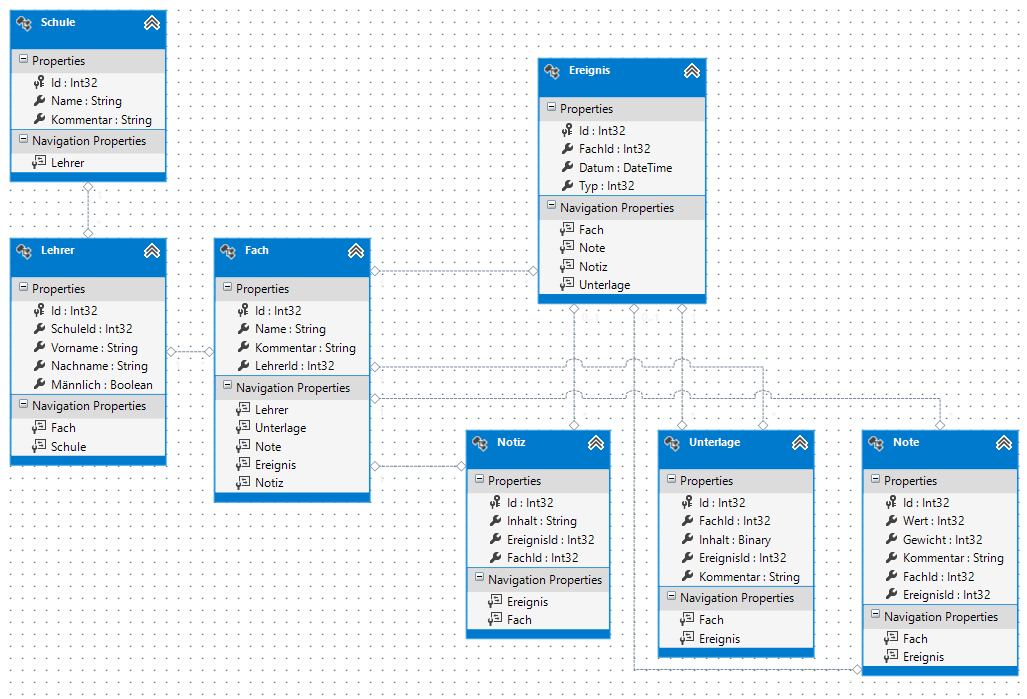 Schule
Properties
Id : Int32
Name : String
Kommentar : String
Navigation Properties
Lehrer
Ereignis
Properties
Id : Int32
FachId : Int32
Datum : DateTime
Typ : Int32
Navigation Properties
Fach
Note
Notiz
Unterlage
Lehrer
Properties
Id : Int32
SchuleId : Int32
Vorname : String
Nachname : String
Männlich : Boolean
Navigation Properties
Fach
Schule
Fach
Properties
Id : Int32
Name : String
Kommentar : String
LehrerId : Int32
Navigation Properties
Lehrer
Unterlage
Note
Ereignis
Notiz
Notiz
Properties
Id : Int32
Inhalt : String
EreignisId : Int32
FachId : Int32
Navigation Properties
Ereignis
Fach
Unterlage
Properties
Id : Int32
FachId : Int32
Inhalt : Binary
EreignisId : Int32
Kommentar : String
Navigation Properties
Fach
Ereignis
Note
Properties
Id : Int32
Wert : Int32
Gewicht : Int32
Kommentar : String
FachId : Int32
EreignisId : Int32
Navigation Properties
Fach
Ereignis